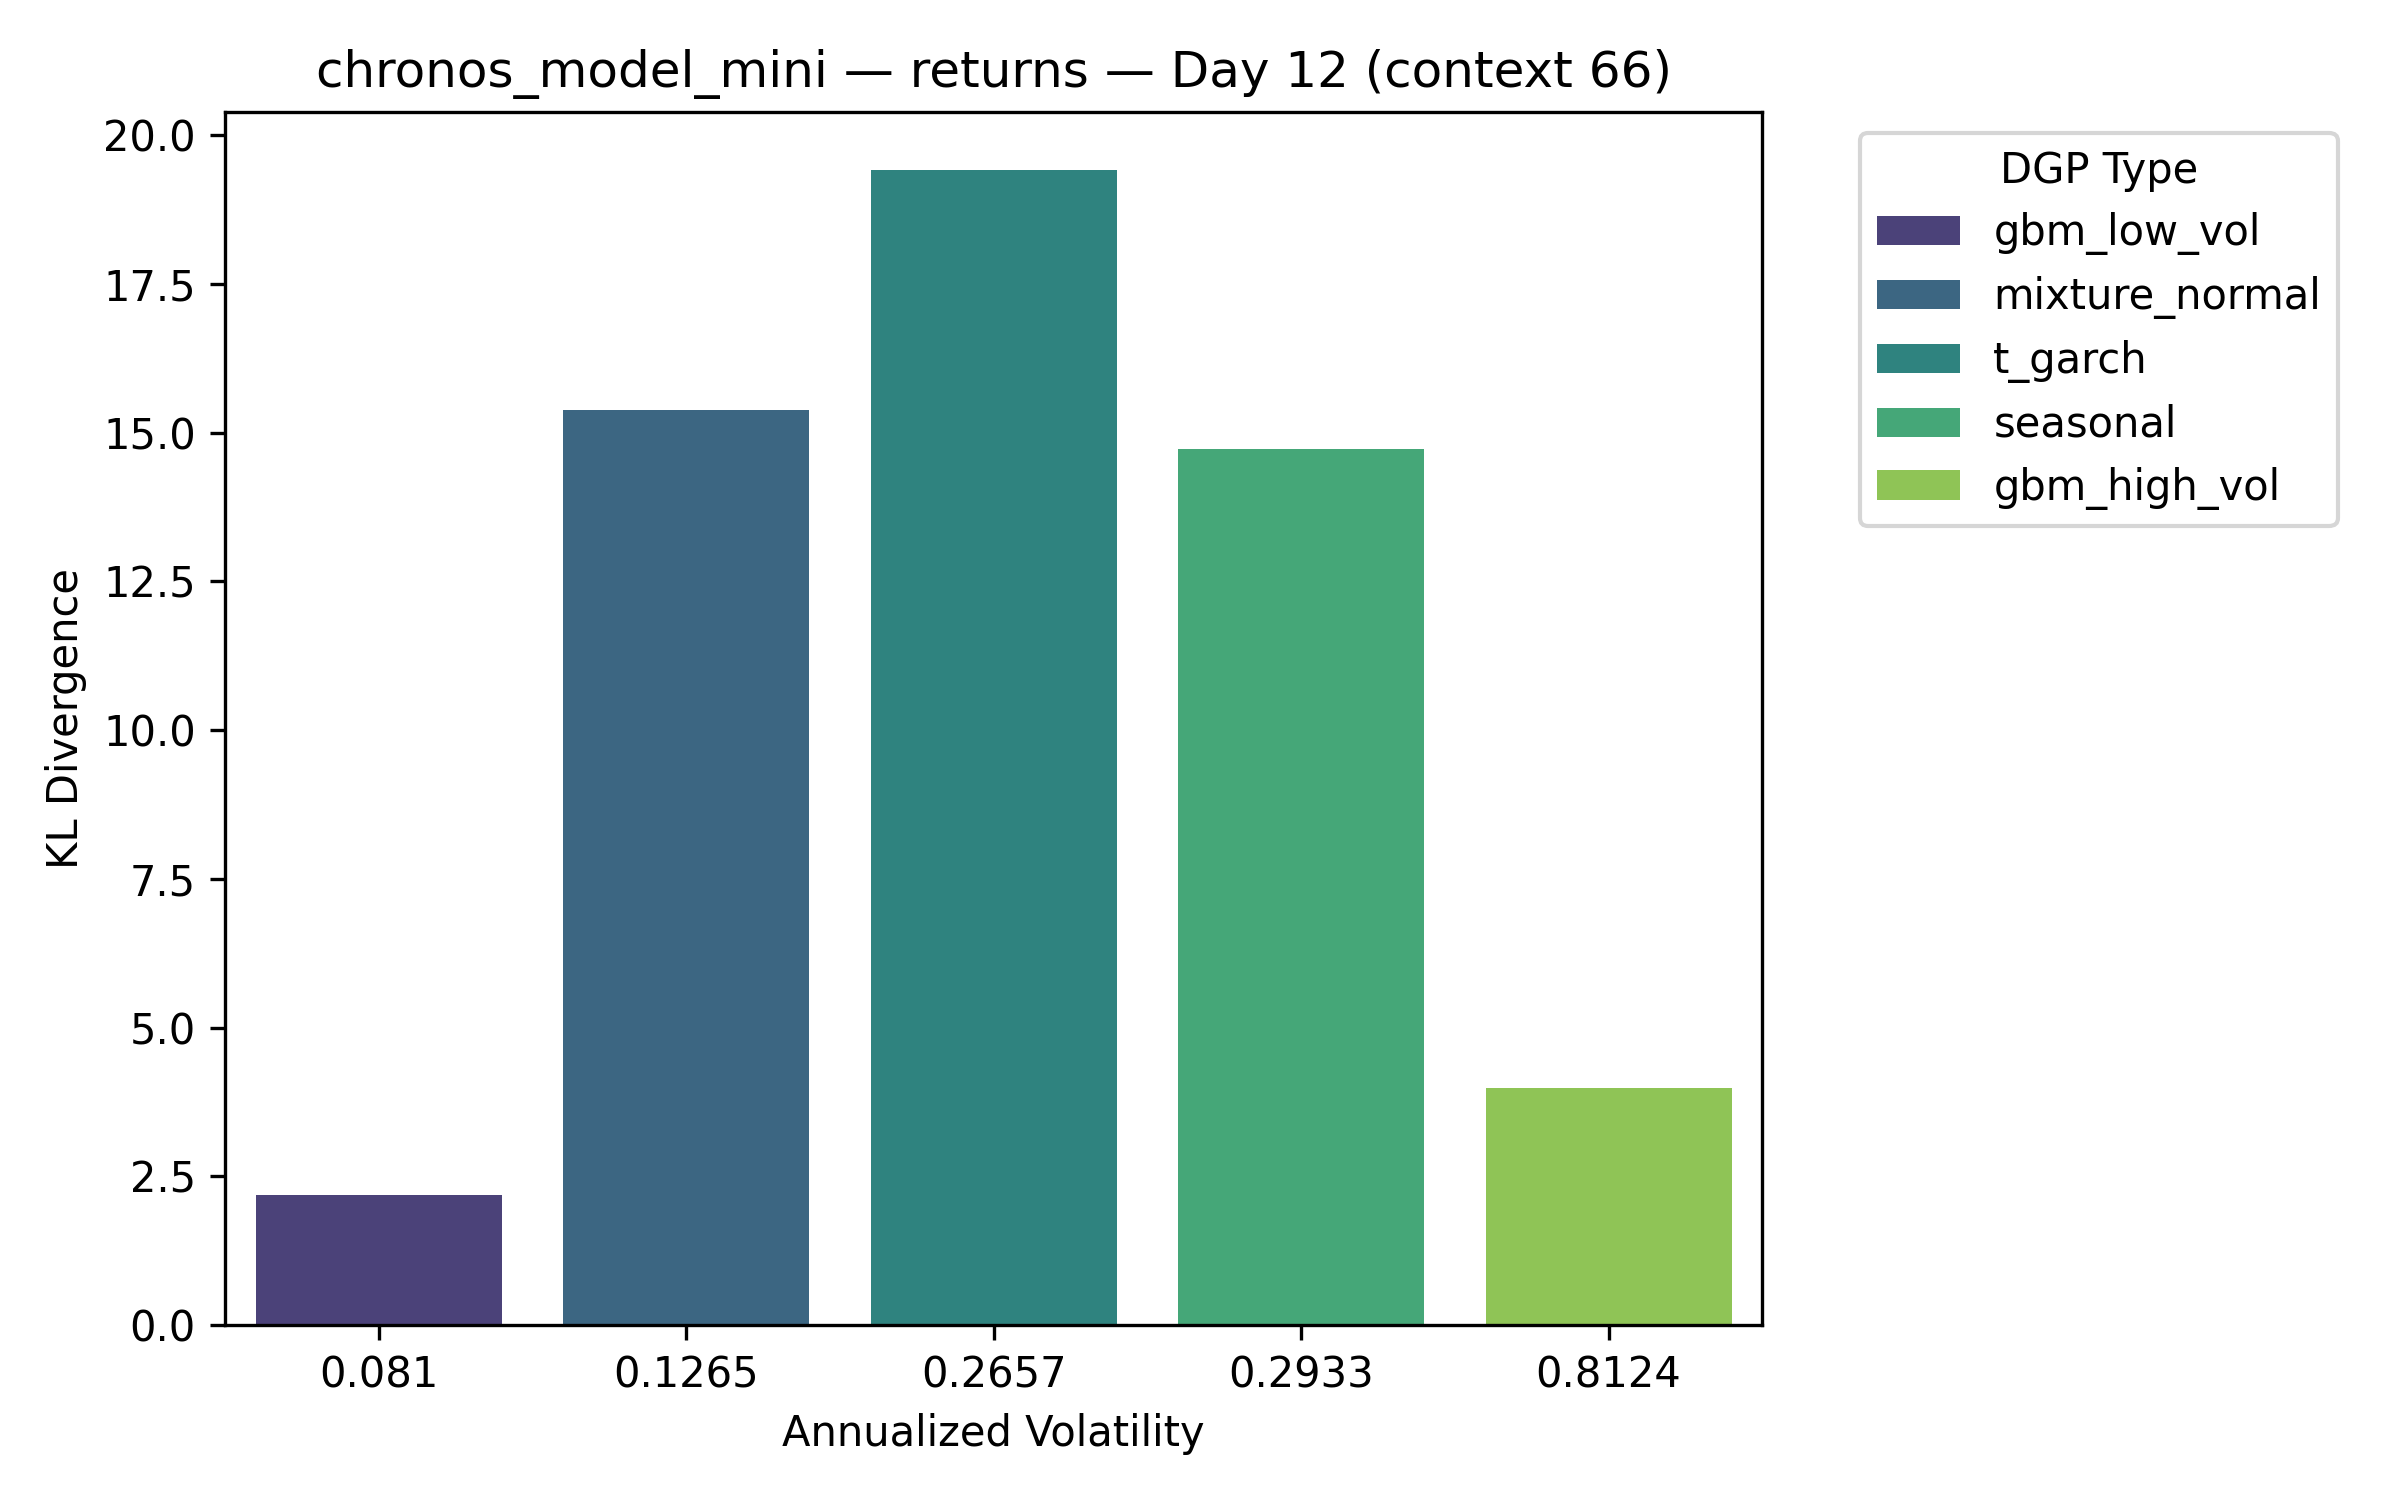 chronos_model_mini — returns — Day 12 (context 66)
KL Divergence
20.0
17.5
15.0
12.5
10.0
7.5
5.0
2.5
0.0
0.081 0.1265 0.2657 0.2933 0.8124
Annualized Volatility
DGP Type
gbm_low_vol
mixture_normal
t_garch
seasonal
gbm_high_vol